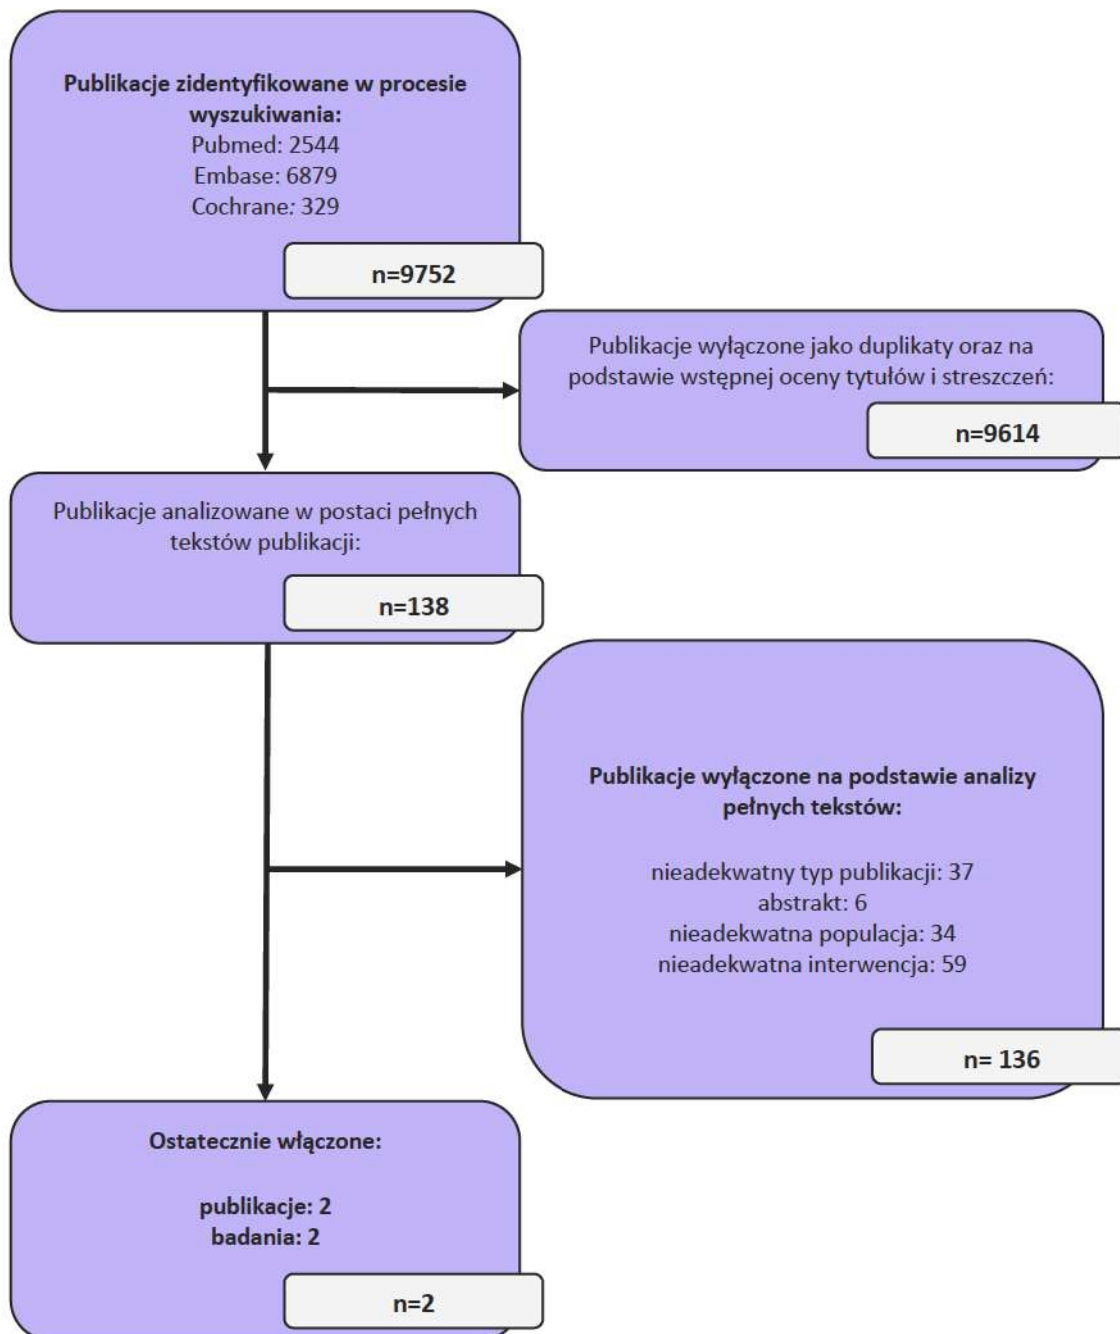 Publikacje zidentyfikowane w procesie
wyszukiwania:
Pubmed: 2544
Embase: 6879
Cochrane: 329
n=9752
Publikacje wyłączone jako duplikaty oraz na
podstawie wstępnej oceny tytułów i streszczeń:
n=9614
Publikacje analizowane w postaci pełnych
tekstów publikacji:
n=138
Publikacje wyłączone na podstawie analizy
pełnych tekstów:
nieadekwatny typ publikacji: 37
abstrakt: 6
nieadekwatna populacja: 34
nieadekwatna interwencja: 59
n= 136
Ostatecznie włączone:
publikacje: 2
badania: 2
n=2